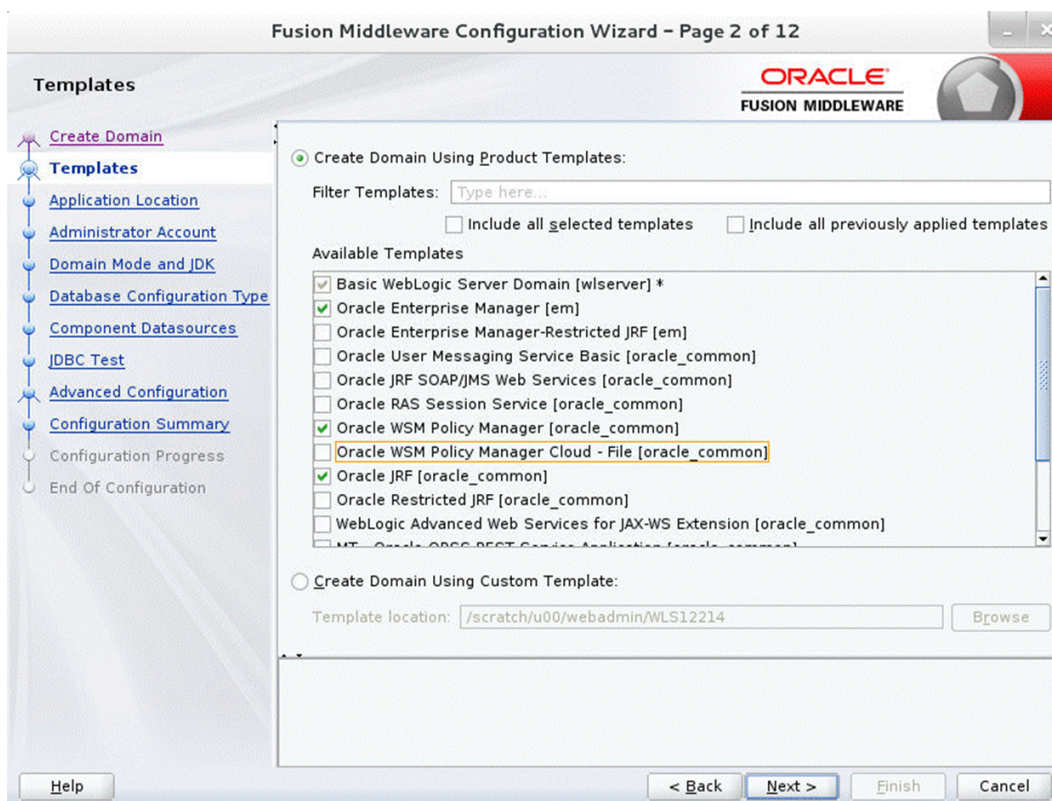 Fusion Middleware Configuration Wizard - Page 2 of 12
Templates
ORACLE
FUSION MIDDLEWARE
Create Domain
Templates
Application Location
Administrator Account
Domain Mode and JDK
Database Configuration Type
Component Datasources
JDBC Test
Advanced Configuration
Configuration Summary
Configuration Progress
End Of Configuration
Create Domain Using Product Templates:
Filter Templates: Type here...
Include all selected templates Include all previously applied templates
Available Templates
Basic WebLogic Server Domain [wlserver] *
Oracle Enterprise Manager [em]
Oracle Enterprise Manager-Restricted JRF [em]
Oracle User Messaging Service Basic [oracle_common]
Oracle JRF SOAP/JMS Web Services [oracle_common]
Oracle RAS Session Service [oracle_common]
Oracle WSM Policy Manager [oracle_common]
Oracle WSM Policy Manager Cloud - File [oracle_common]
Oracle JRF [oracle_common]
Oracle Restricted JRF [oracle_common]
WebLogic Advanced Web Services for JAX-WS Extension [oracle_common]
MT - Oracle OPSS REST Service Application [oracle_common]
Create Domain Using Custom Template:
Template location: /scratch/u00/webadmin/WLS12214 Browse
Help < Back Next > Finish Cancel